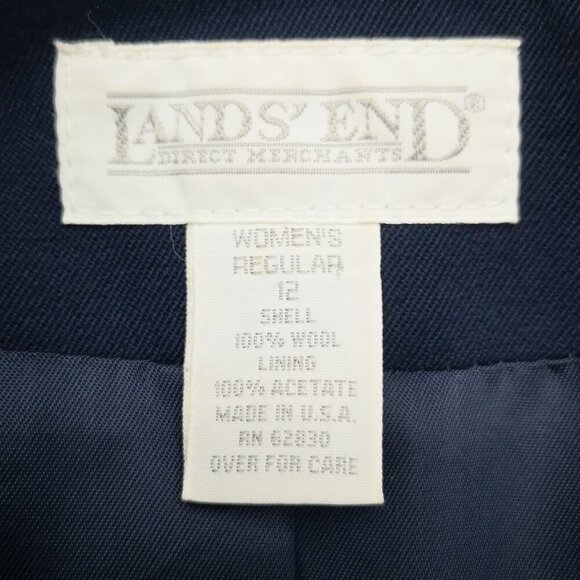 LANDS' END®
DIRECT MERCHANTS
WOMEN'S
REGULAR
12
SHELL
100% WOOL
LINING
100% ACETATE
MADE IN U.S.A.
RN 62830
OVER FOR CARE